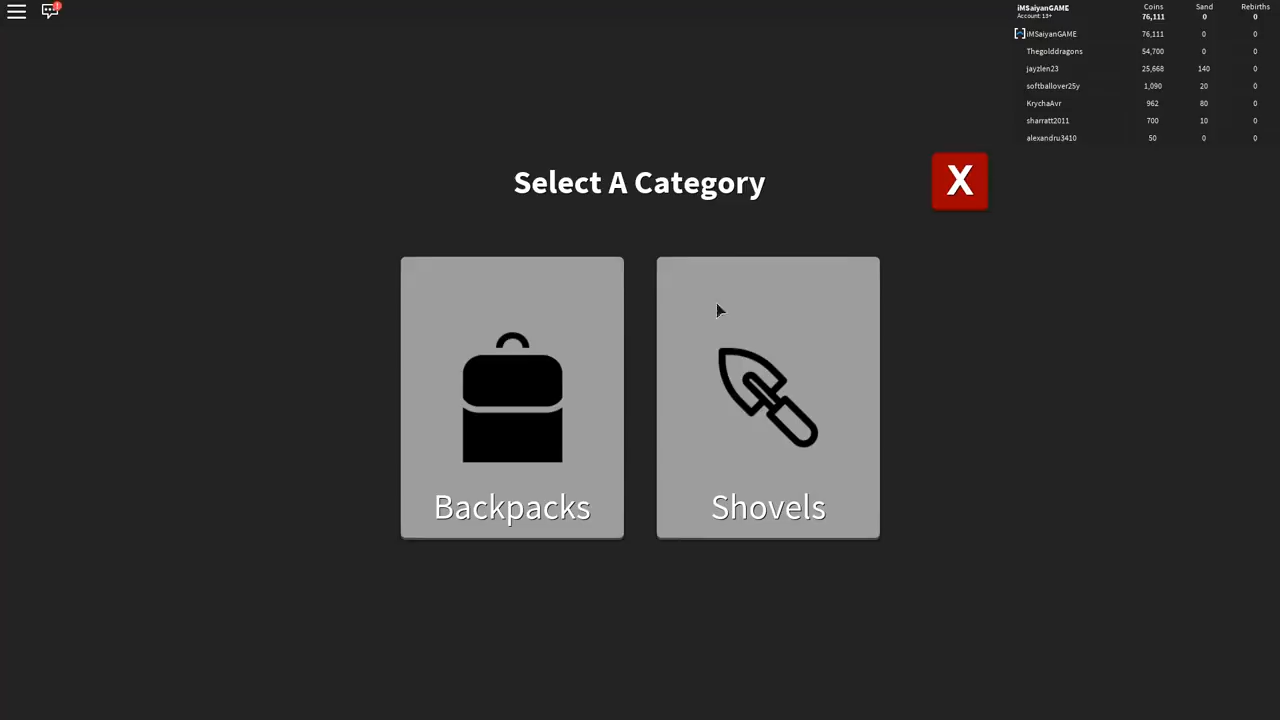 1
iMSaiyanGAME Coins Sand Rebirths
Account: 13+ 76,111 0 0
iMSaiyanGAME 76,111 0 0
Thegolddragons 54,700 0 0
jayzlen23 25,668 140 0
softballover25y 1,090 20 0
KrychaAvr 962 80 0
sharratt2011 700 10 0
alexandru3410 50 0 0
Select A Category
X
Backpacks
Shovels